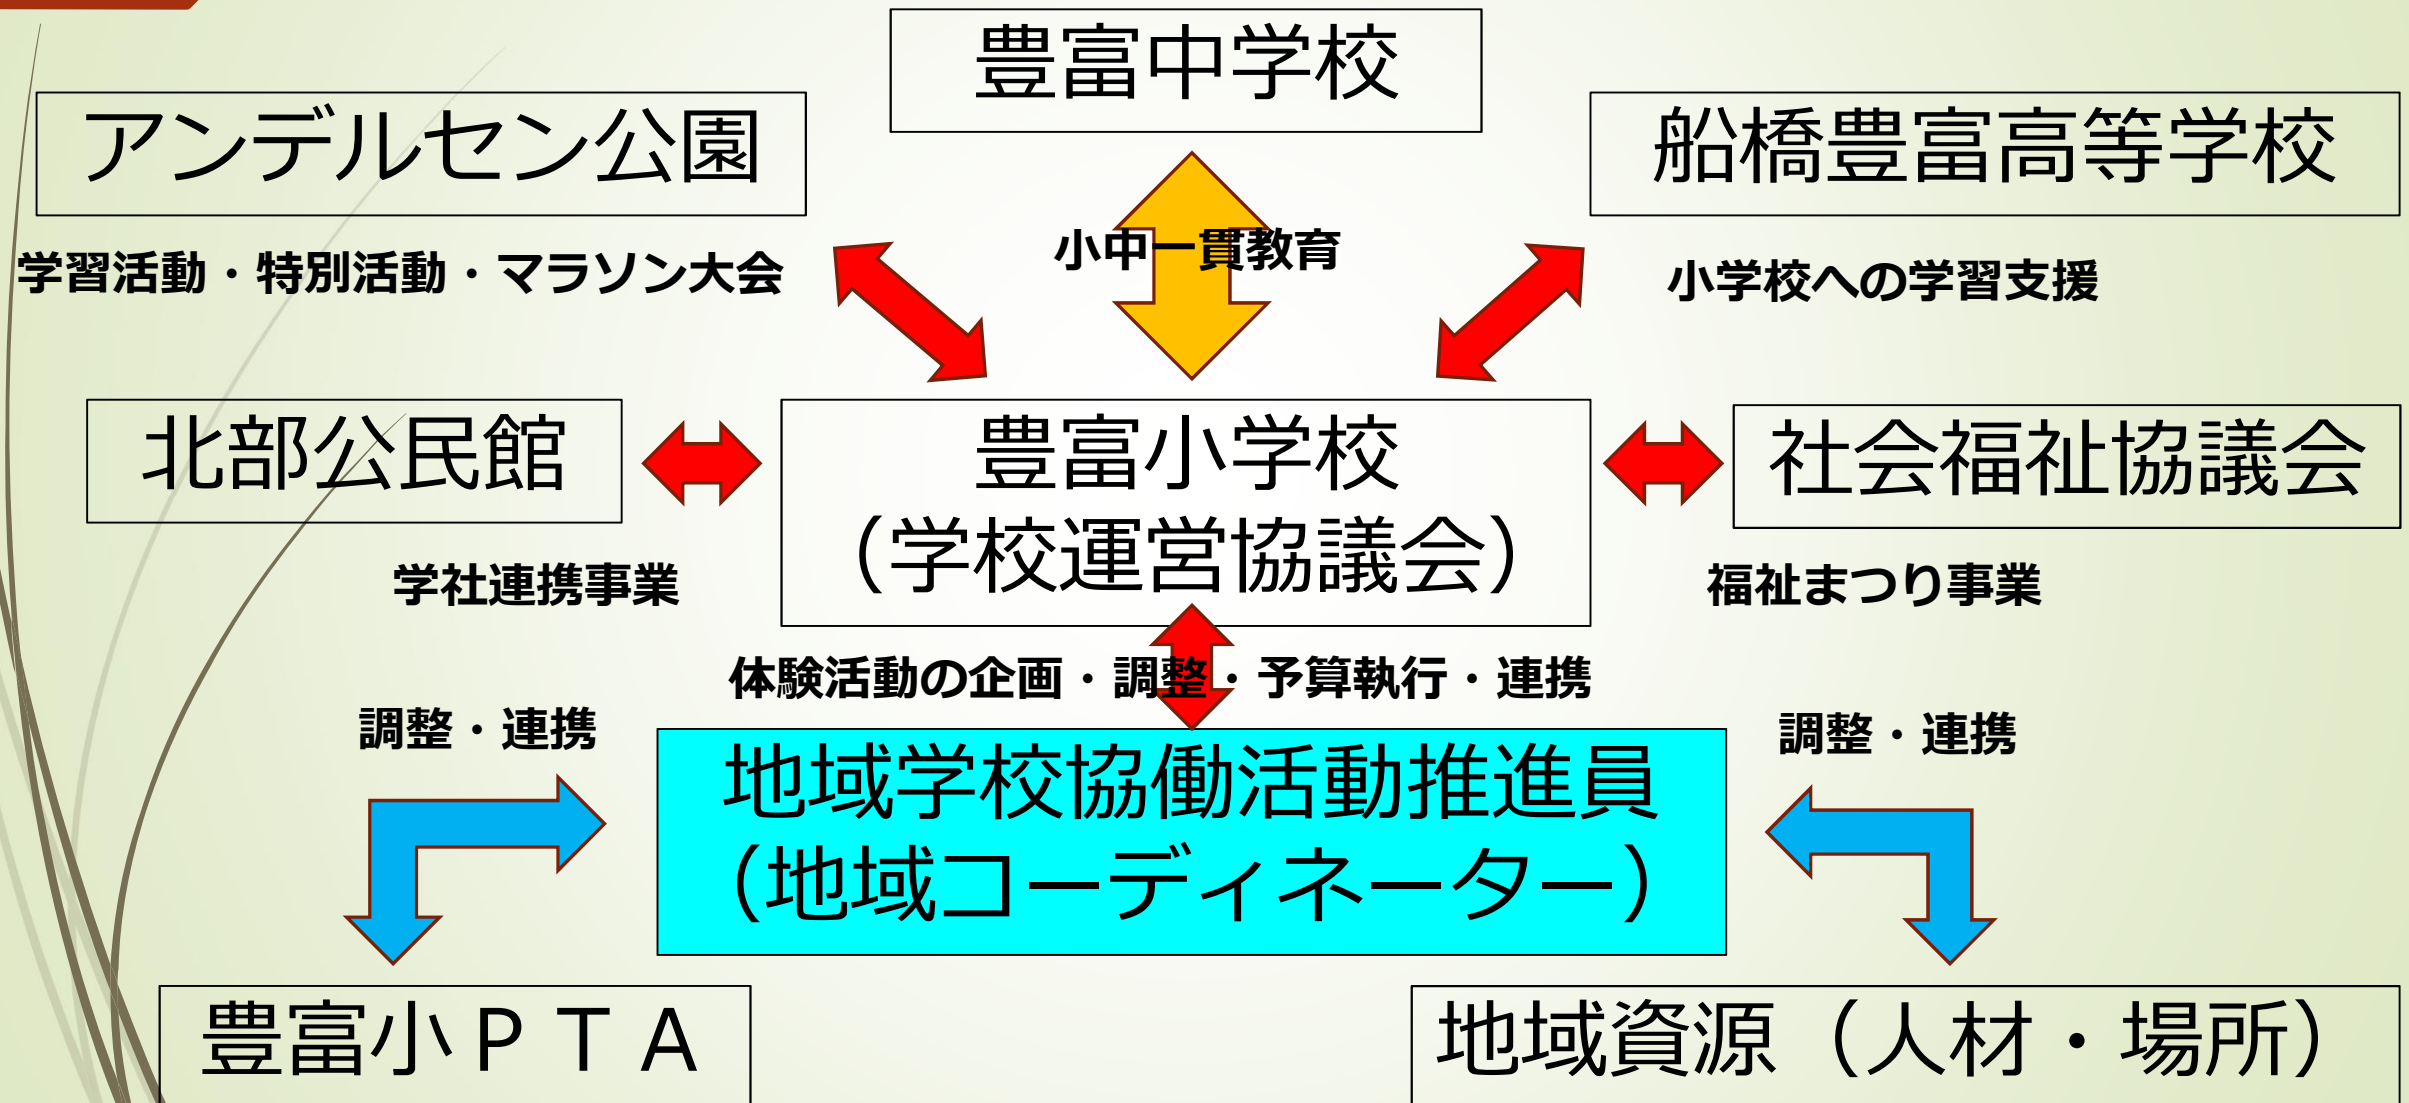 豊富中学校
アンデルセン公園
船橋豊富高等学校
小中一貫教育
学習活動・特別活動・マラソン大会
小学校への学習支援
北部公民館
豊富小学校
（学校運営協議会）
社会福祉協議会
学社連携事業
福祉まつり事業
体験活動の企画・調整・予算執行・連携
調整・連携
調整・連携
地域学校協働活動推進員
（地域コーディネーター）
豊富小ＰＴＡ
地域資源（人材・場所）